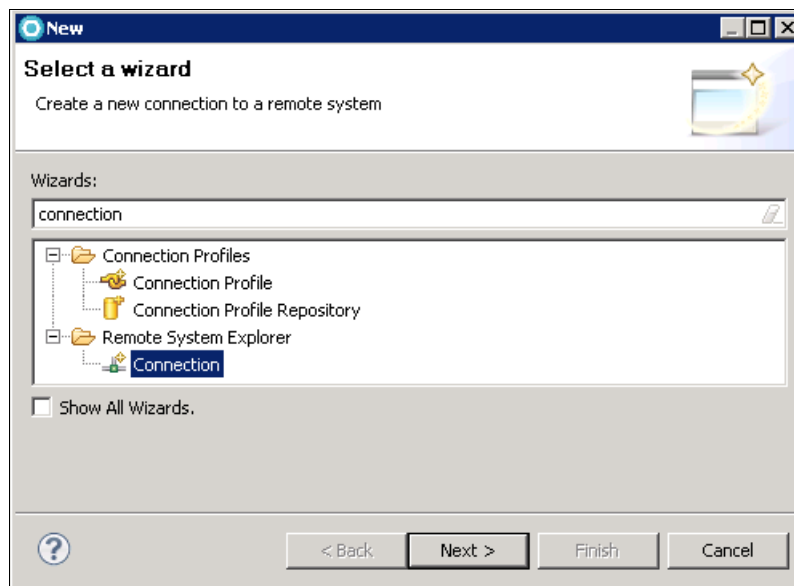 New
Select a wizard
Create a new connection to a remote system
Wizards:
connection
Connection Profiles
Connection Profile
Connection Profile Repository
Remote System Explorer
Connection
Show All Wizards.
?
< Back Next > Finish Cancel